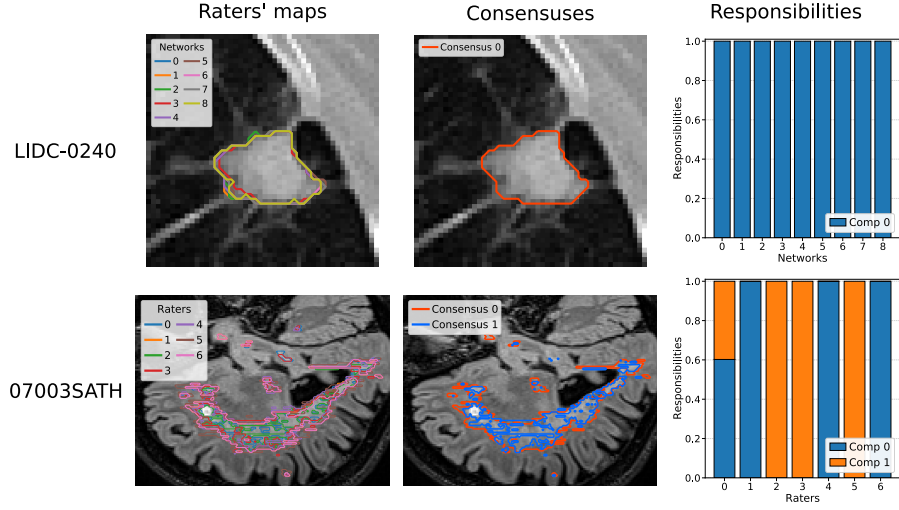 Raters' maps
Consensuses
Responsibilities
LIDC-0240
Networks
0 5
1 6
2 7
3 8
4
Consensus 0
Responsibilities
1.0
0.8
0.6
0.4
0.2
0.0
Comp 0
0 1 2 3 4 5 6 7 8
Networks
07003SATH
Raters
0 4
1 5
2 6
3
Consensus 0
Consensus 1
Responsibilities
1.0
0.8
0.6
0.4
0.2
0.0
Comp 0
Comp 1
0 1 2 3 4 5 6
Raters